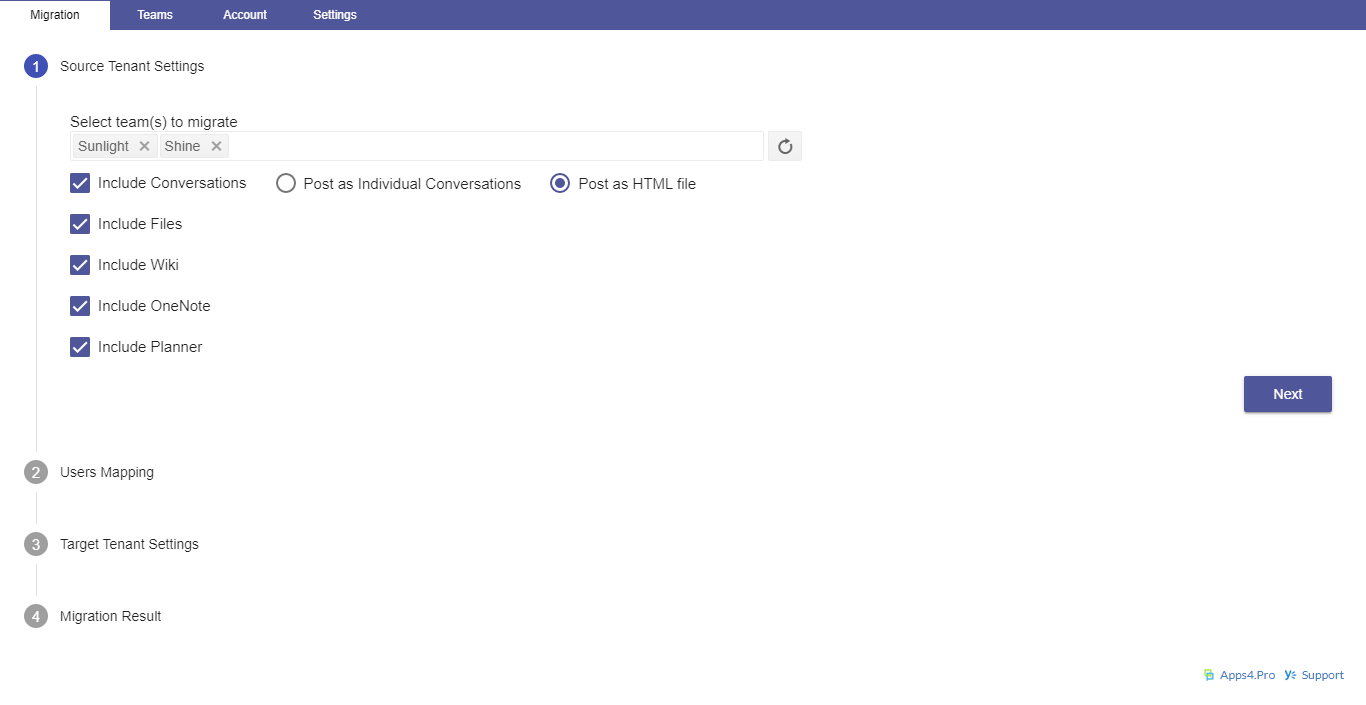 Migration Teams Account Settings
1 Source Tenant Settings
Select team(s) to migrate
Sunlight Shine
Include Conversations Post as Individual Conversations Post as HTML file
Include Files
Include Wiki
Include OneNote
Include Planner
Next
2 Users Mapping
3 Target Tenant Settings
4 Migration Result
Apps4.Pro Support